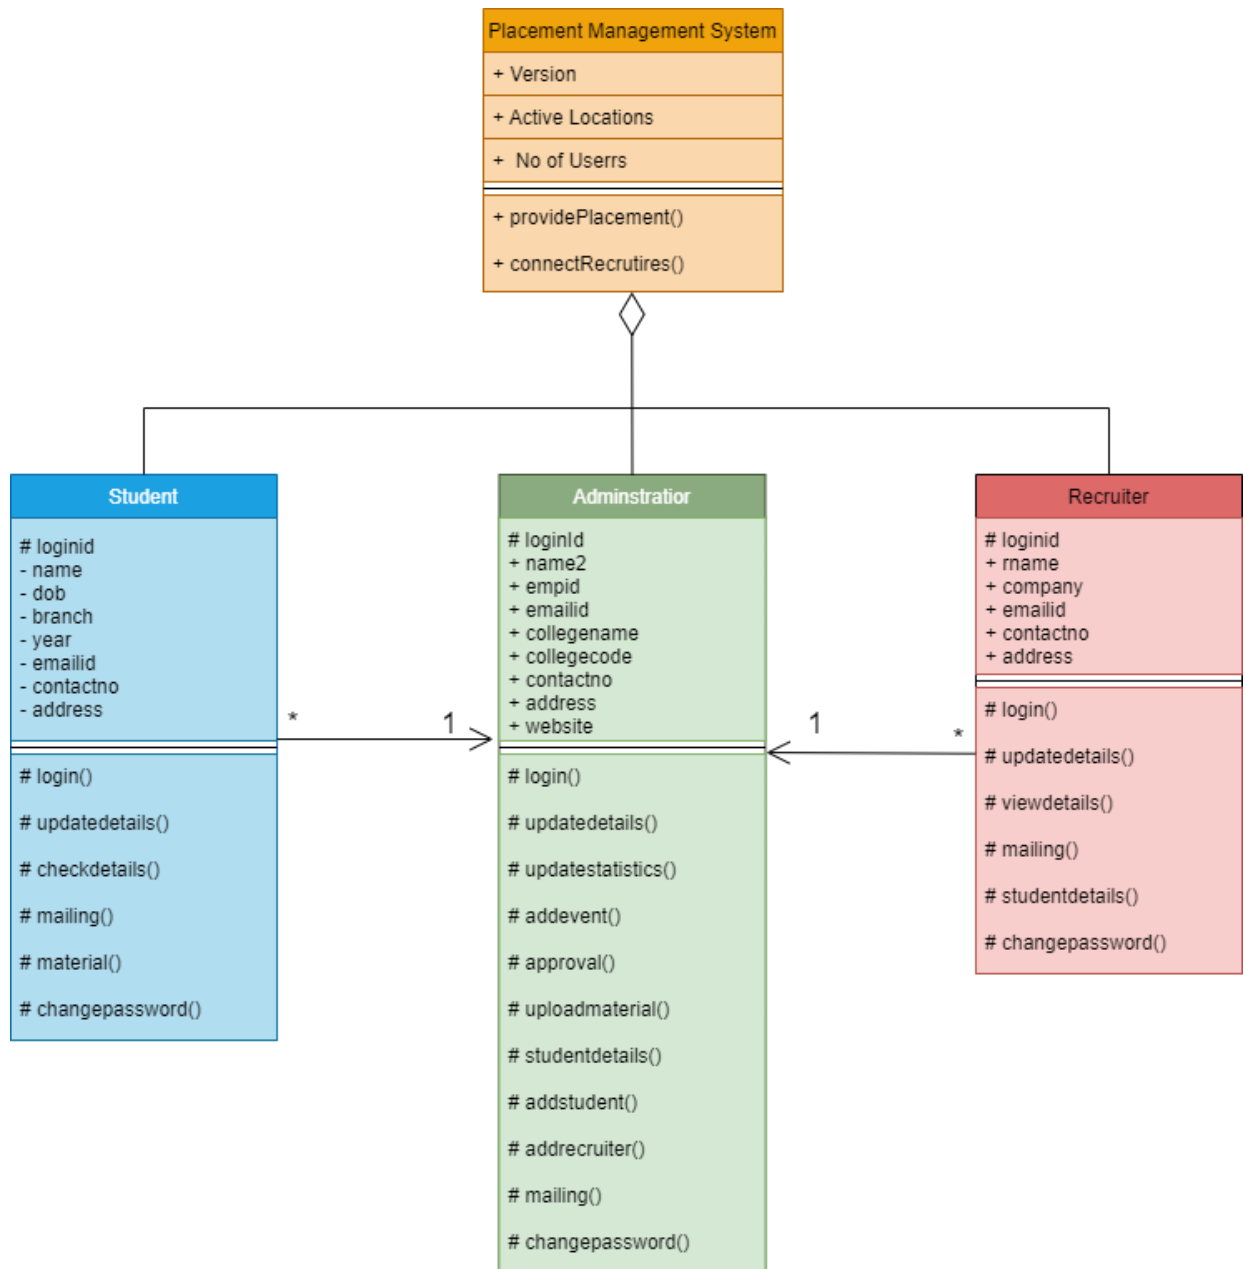 Placement Management System
+ Version
+ Active Locations
+ No of Userrs
+ providePlacement()
+ connectRecrutires()
Student
# loginid
- name
- dob
- branch
- year
- emailid
- contactno
- address
# login()
# updatedetails()
# checkdetails()
# mailing()
# material()
# changepassword()
* 1
Adminstratior
# loginId
+ name2
+ empid
+ emailid
+ collegename
+ collegecode
+ contactno
+ address
+ website
# login()
# updatedetails()
# updatestatistics()
# addevent()
# approval()
# uploadmaterial()
# studentdetails()
# addstudent()
# addrecruiter()
# mailing()
# changepassword()
1 *
Recruiter
# loginid
+ rname
+ company
+ emailid
+ contactno
+ address
# login()
# updatedetails()
# viewdetails()
# mailing()
# studentdetails()
# changepassword()